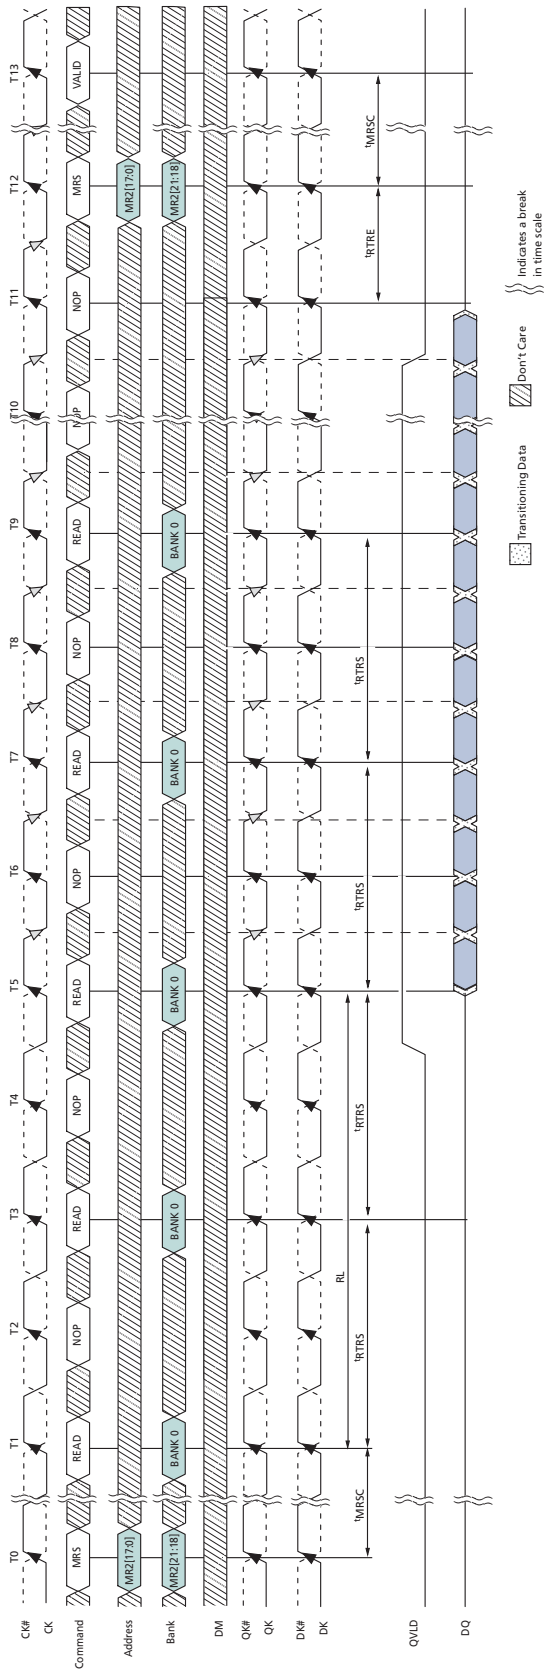 T0 T1 T2 T3 T4 T5 T6 T7 T8 T9 T10 T11 T12 T13
CK#
CK
Command MRS READ NOP READ NOP READ NOP READ NOP READ NOP NOP MRS VALID
Address MR2[17:0] MR2[17:0]
Bank MR2[21:18] BANK 0 BANK 0 BANK 0 BANK 0 BANK 0 MR2[21:18]
DM
QK#
QK
DK#
DK
RL
tMRSC tRTRS tRTRS tRTRS tRTRS tRTRE tMRSC
QVLD
DQ
Transitioning Data
Don't Care
Indicates a break
in time scale